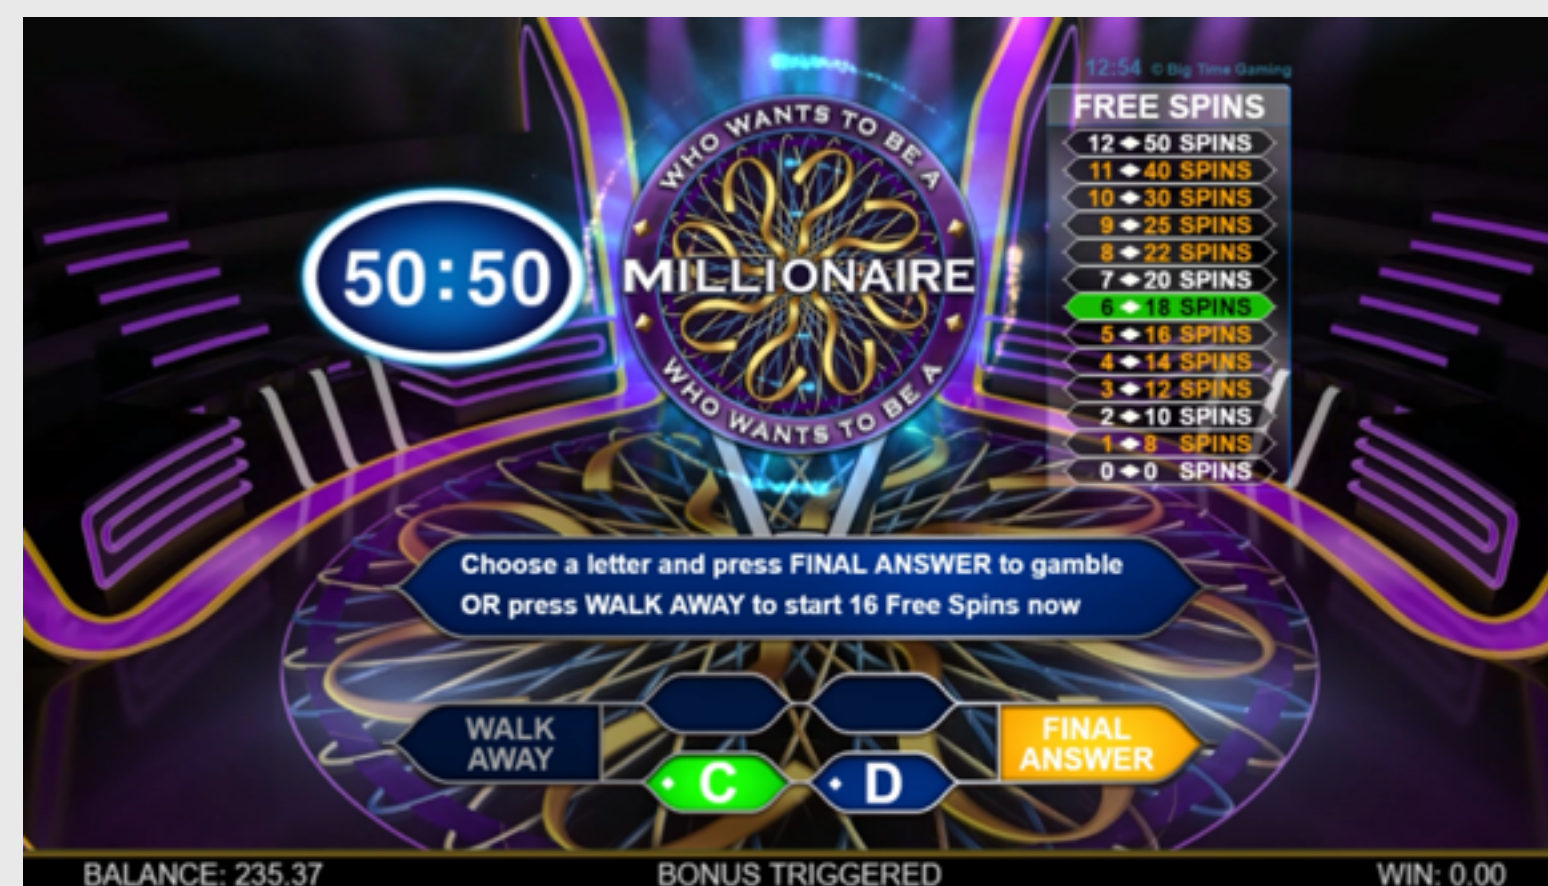 12:54 © Big Time Gaming
FREE SPINS
12 ◆ 50 SPINS
11 ◆ 40 SPINS
10 ◆ 30 SPINS
9 ◆ 25 SPINS
8 ◆ 22 SPINS
7 ◆ 20 SPINS
6 ◆ 18 SPINS
5 ◆ 16 SPINS
4 ◆ 14 SPINS
3 ◆ 12 SPINS
2 ◆ 10 SPINS
1 ◆ 8 SPINS
0 ◆ 0 SPINS
WHO WANTS TO BE A
50:50
MILLIONAIRE
WHO WANTS TO BE A
Choose a letter and press FINAL ANSWER to gamble
OR press WALK AWAY to start 16 Free Spins now
WALK
AWAY
C
D
FINAL
ANSWER
BALANCE: 235.37
BONUS TRIGGERED
WIN: 0.00